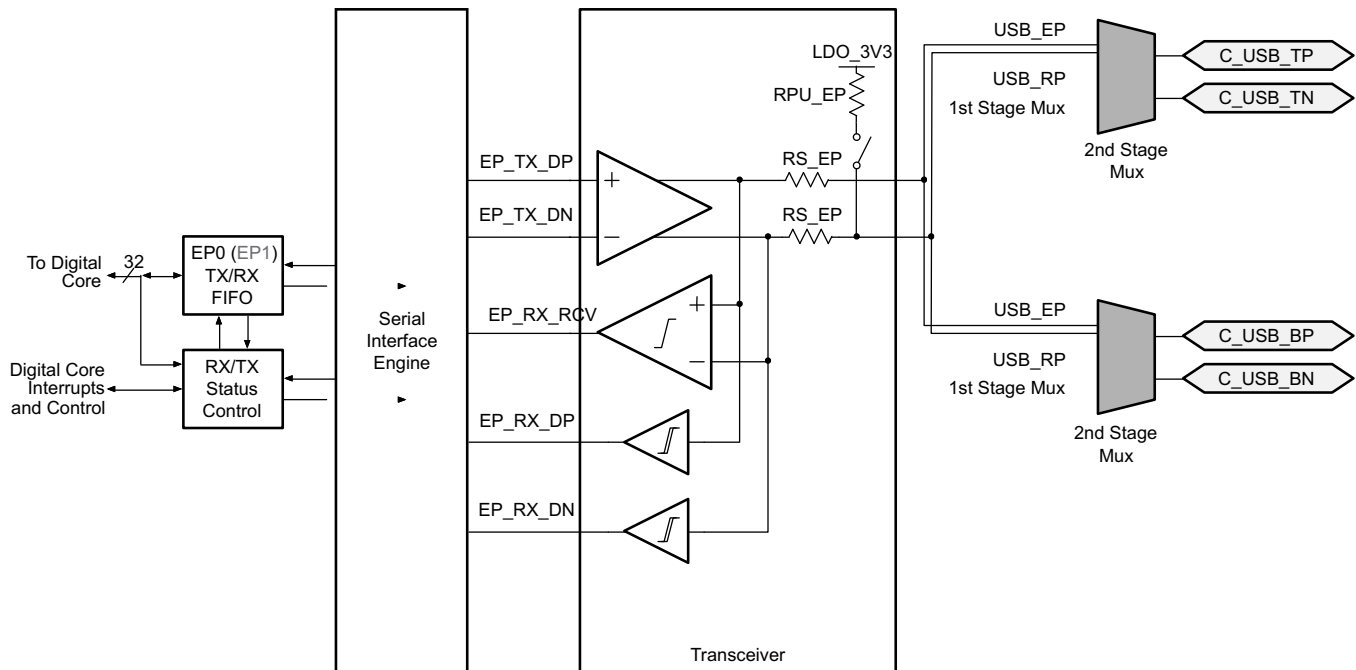 USB_EP
C_USB_TP
LDO_3V3
USB_RP
C_USB_TN
RPU_EP
1st Stage Mux
2nd Stage
Mux
EP_TX_DP
RS_EP
EP_TX_DN
RS_EP
To Digital
Core
32
EP0 (EP1)
TX/RX
FIFO
EP_RX_RCV
Serial
Interface
Engine
USB_EP
C_USB_BP
USB_RP
1st Stage Mux
C_USB_BN
Digital Core
Interrupts
and Control
RX/TX
Status
Control
EP_RX_DP
2nd Stage
Mux
EP_RX_DN
Transceiver